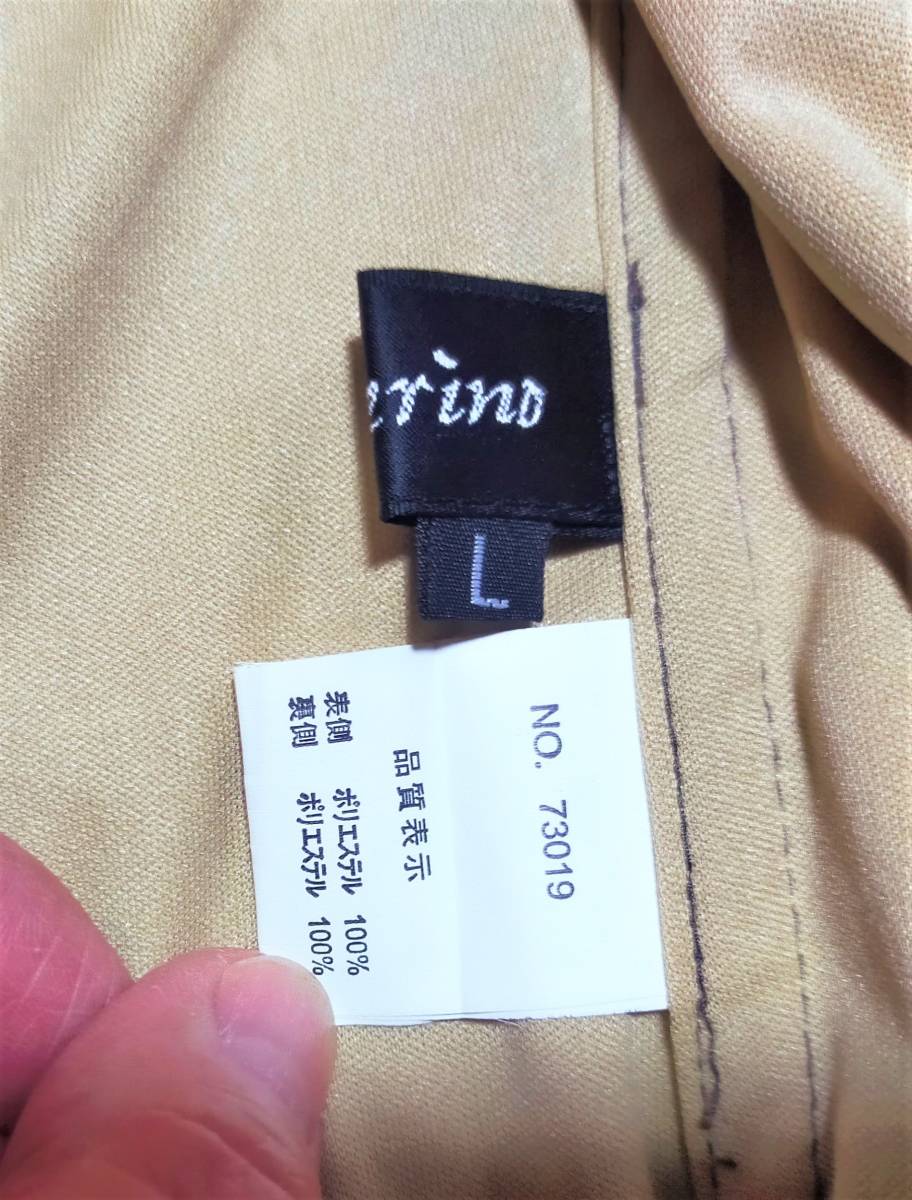 erino
L
NO. 73019
品質表示
表側 ポリエステル 100%
裏側 ポリエステル 100%